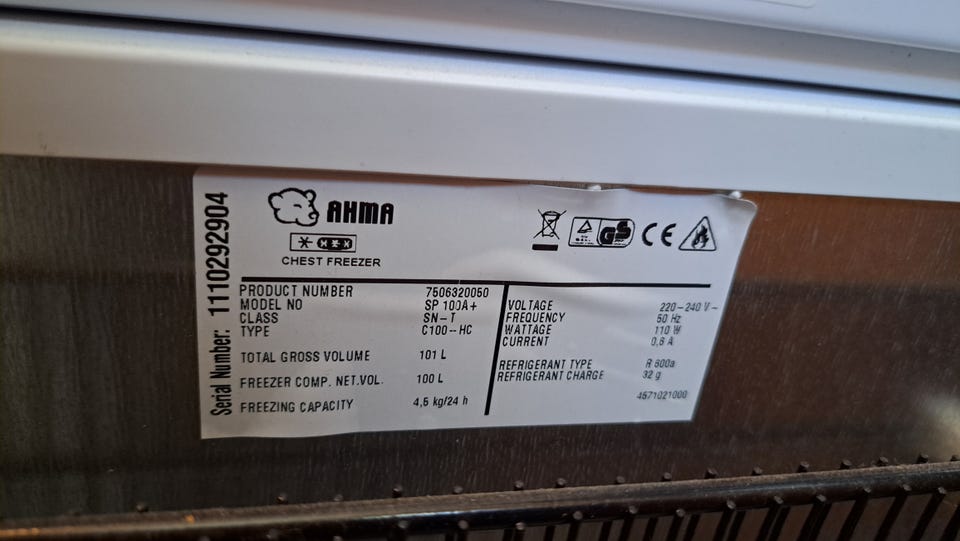 Serial Number: 1110292904
AHMA
CHEST FREEZER
PRODUCT NUMBER 7506320050
MODEL NO SP 100A+
CLASS SN-T
TYPE C100--HC
TOTAL GROSS VOLUME 101 L
FREEZER COMP. NET.VOL. 100 L
FREEZING CAPACITY 4,5 kg/24 h
GS
CE
VOLTAGE 220-240 V~
FREQUENCY 50 Hz
WATTAGE 110 W
CURRENT 0,8 A
REFRIGERANT TYPE R 600a
REFRIGERANT CHARGE 32 g
4571021000